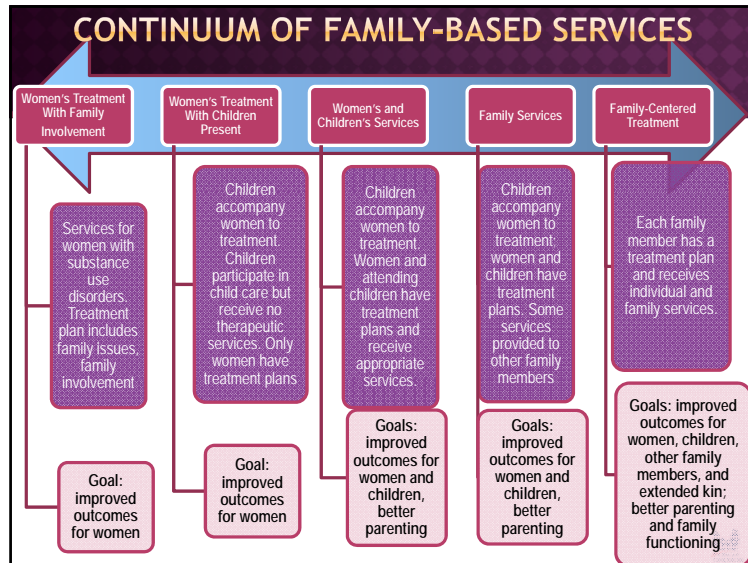 CONTINUUM OF FAMILY-BASED SERVICES
Women's Treatment
With Family
Involvement
Women's Treatment
With Children
Present
Women's and
Children's Services
Family Services
Family-Centered
Treatment
Services for
women with
substance
use
disorders.
Treatment
plan includes
family issues,
family
involvement
Children
accompany
women to
treatment.
Children
participate in
child care but
receive no
therapeutic
services. Only
women have
treatment plans
Children
accompany
women to
treatment.
Women and
attending
children have
treatment
plans and
receive
appropriate
services.
Children
accompany
women to
treatment;
women and
children have
treatment
plans. Some
services
provided to
other family
members
Each family
member has a
treatment plan
and receives
individual and
family services.
Goal:
improved
outcomes
for women
Goal:
improved
outcomes
for women
Goals:
improved
outcomes for
women and
children,
better
parenting
Goals:
improved
outcomes for
women and
children,
better
parenting
Goals: improved
outcomes for
women, children,
other family
members, and
extended kin;
better parenting
and family
functioning